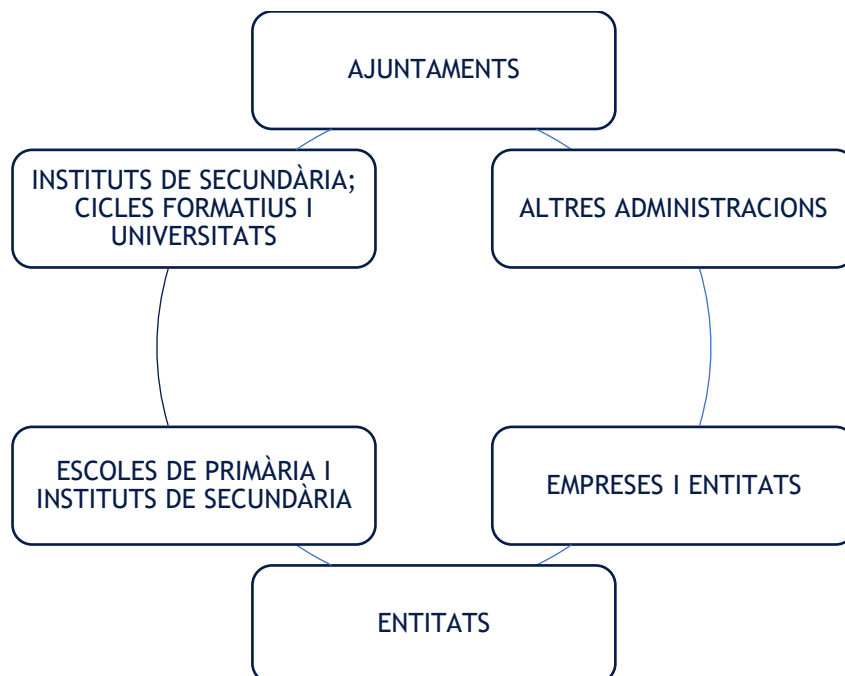 AJUNTAMENTS
INSTITUTS DE SECUNDÀRIA;
CICLES FORMATIUS I
UNIVERSITATS
ALTRES ADMINISTRACIONS
ESCOLES DE PRIMÀRIA I
INSTITUTS DE SECUNDÀRIA
EMPRESES I ENTITATS
ENTITATS